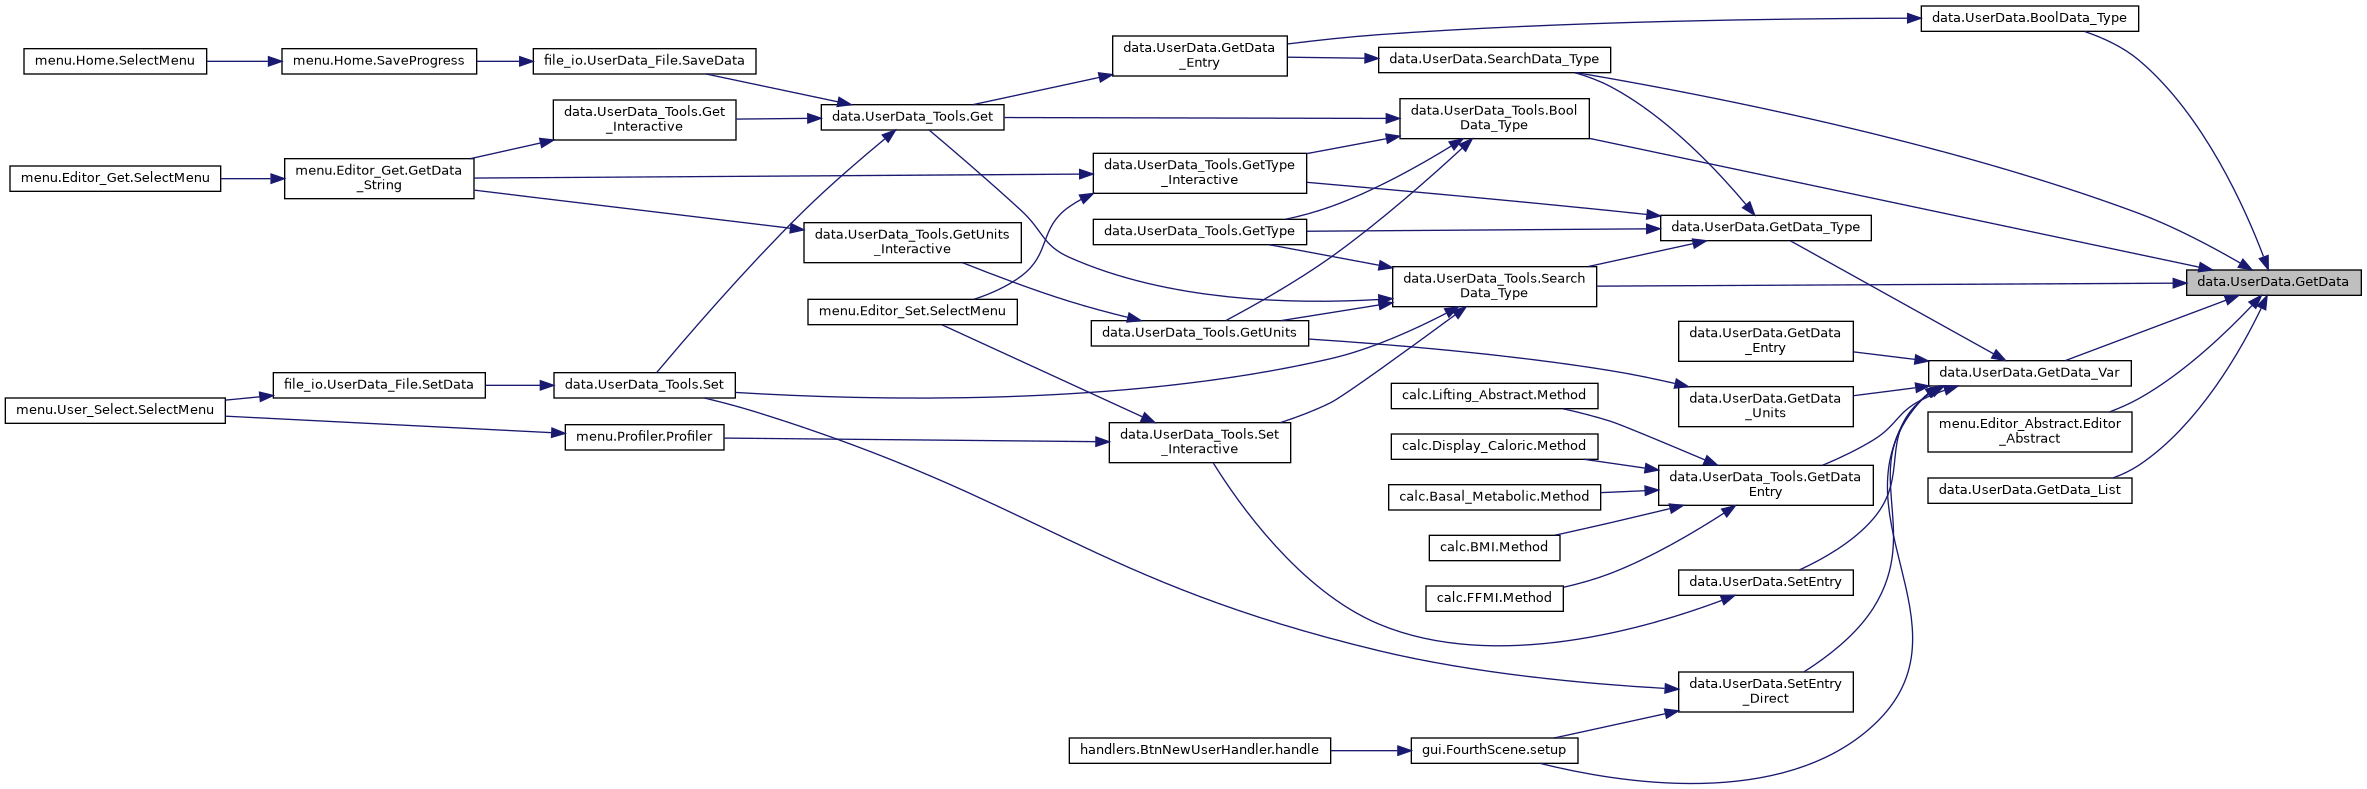 data.UserData.BoolData_Type
menu.Home.SelectMenu
menu.Home.SaveProgress
file_io.UserData_File.SaveData
data.UserData.GetData
_Entry
data.UserData.SearchData_Type
data.UserData_Tools.Get
_Interactive
data.UserData_Tools.Get
data.UserData_Tools.Bool
Data_Type
menu.Editor_Get.SelectMenu
menu.Editor_Get.GetData
_String
data.UserData_Tools.GetType
_Interactive
data.UserData_Tools.GetUnits
_Interactive
data.UserData_Tools.GetType
data.UserData.GetData_Type
data.UserData_Tools.Search
Data_Type
data.UserData.GetData
menu.Editor_Set.SelectMenu
data.UserData_Tools.GetUnits
data.UserData.GetData
_Entry
data.UserData.GetData_Var
file_io.UserData_File.SetData
data.UserData_Tools.Set
calc.Lifting_Abstract.Method
data.UserData.GetData
_Units
menu.User_Select.SelectMenu
menu.Profiler.Profiler
data.UserData_Tools.Set
_Interactive
calc.Display_Caloric.Method
menu.Editor_Abstract.Editor
_Abstract
data.UserData_Tools.GetData
Entry
calc.Basal_Metabolic.Method
data.UserData.GetData_List
calc.BMI.Method
data.UserData.SetEntry
calc.FFMI.Method
data.UserData.SetEntry
_Direct
handlers.BtnNewUserHandler.handle
gui.FourthScene.setup